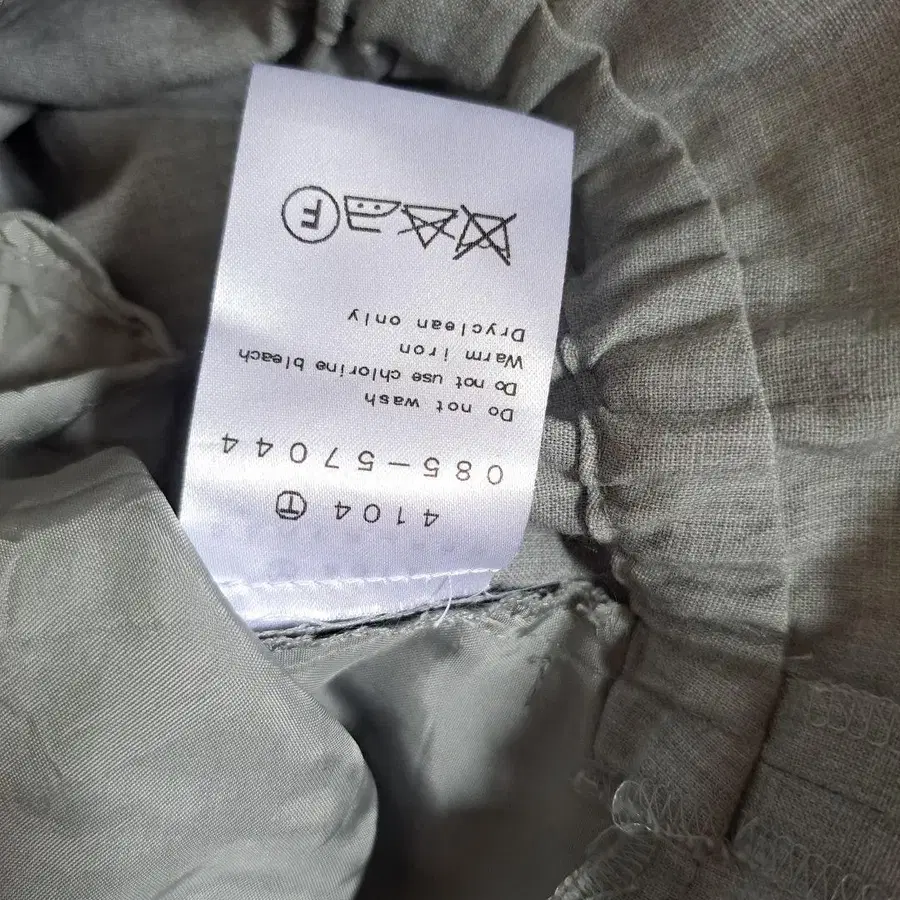 4104 Ⓣ
085-57044
Do not wash
Do not use chlorine bleach
Warm iron
Dryclean only
F